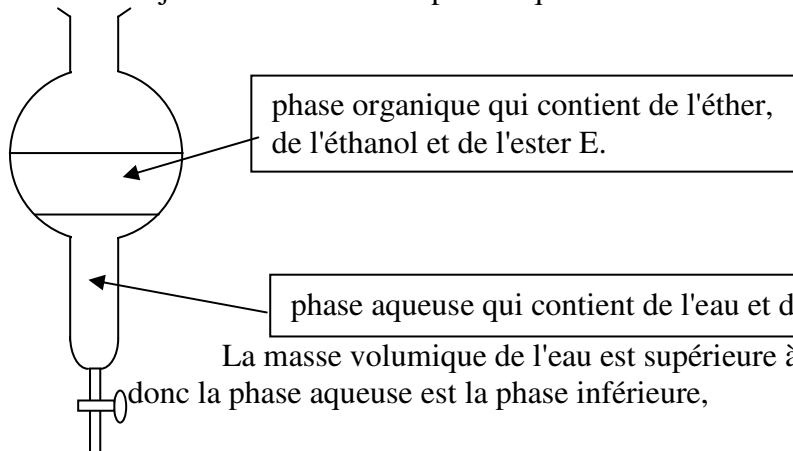 phase organique qui contient de l'éther,
de l'éthanol et de l'ester E.
phase aqueuse qui contient de l'eau et d
La masse volumique de l'eau est supérieure à
donc la phase aqueuse est la phase inférieure,